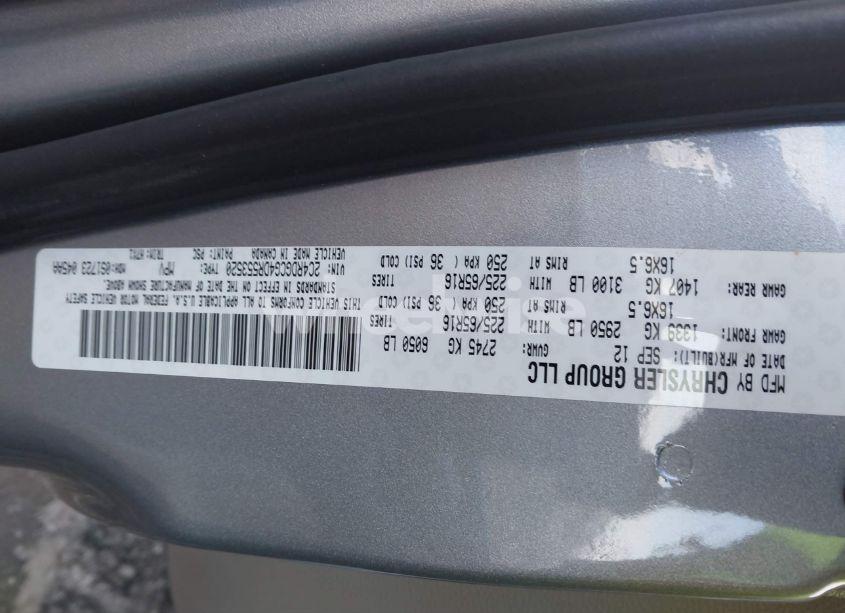 MFD BY CHRYSLER GROUP LLC
DATE OF MFR(BUILT): SEP 12 GVWR: 2745 KG 6050 LB
GAWR FRONT: 1339 KG 2950 LB WITH 225/65R16 TIRES
16X6.5 RIMS AT 250 KPA ( 36 PSI) COLD
GAWR REAR: 1407 KG 3100 LB WITH 225/65R16 TIRES
16X6.5 RIMS AT 250 KPA ( 36 PSI) COLD
THIS VEHICLE CONFORMS TO ALL APPLICABLE U.S.A. FEDERAL MOTOR VEHICLE SAFETY
STANDARDS IN EFFECT ON THE DATE OF MANUFACTURE SHOWN ABOVE.
VIN: 2C4RDGCG4DR553520 TYPE: MPV MDH:051723 045AA
VEHICLE MADE IN CANADA PAINT: PSC